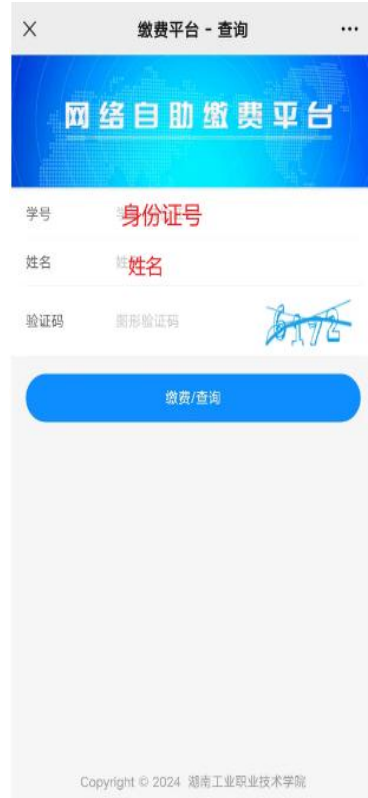 缴费平台 - 查询
网络自助缴费平台
学号 身份证号
姓名 姓名
验证码 图形验证码 6172
缴费/查询
Copyright © 2024 湖南工业职业技术学院